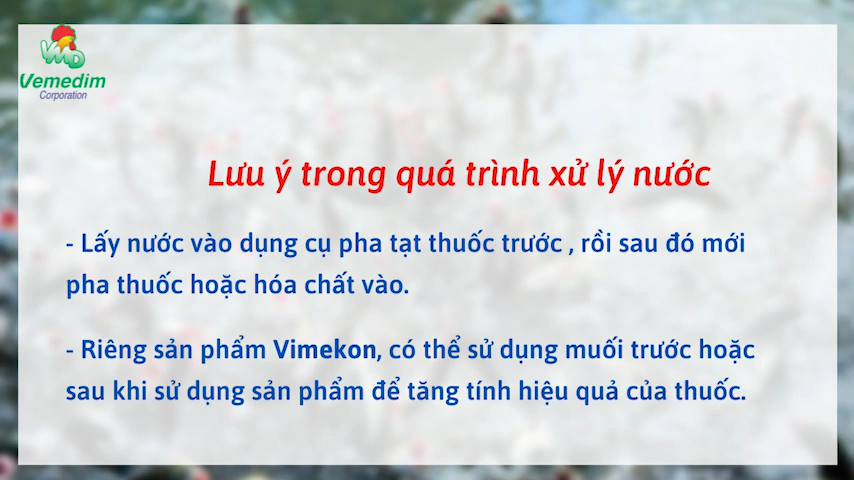 VMD
Vemedim
Corporation
Lưu ý trong quá trình xử lý nước
- Lấy nước vào dụng cụ pha tạt thuốc trước , rồi sau đó mới
pha thuốc hoặc hóa chất vào.
- Riêng sản phẩm Vimekon, có thể sử dụng muối trước hoặc
sau khi sử dụng sản phẩm để tăng tính hiệu quả của thuốc.